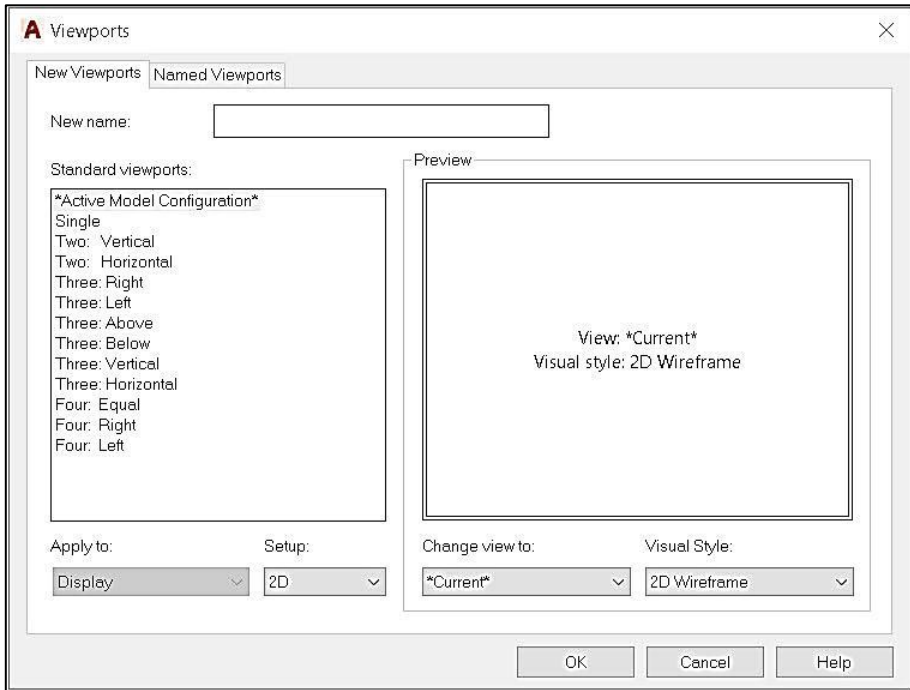 A Viewports
New Viewports Named Viewports
New name:
Standard viewports:
*Active Model Configuration*
Single
Two: Vertical
Two: Horizontal
Three: Right
Three: Left
Three: Above
Three: Below
Three: Vertical
Three: Horizontal
Four: Equal
Four: Right
Four: Left
Apply to:
Display
Setup:
2D
Preview
View: *Current*
Visual style: 2D Wireframe
Change view to:
*Current*
Visual Style:
2D Wireframe
OK Cancel Help